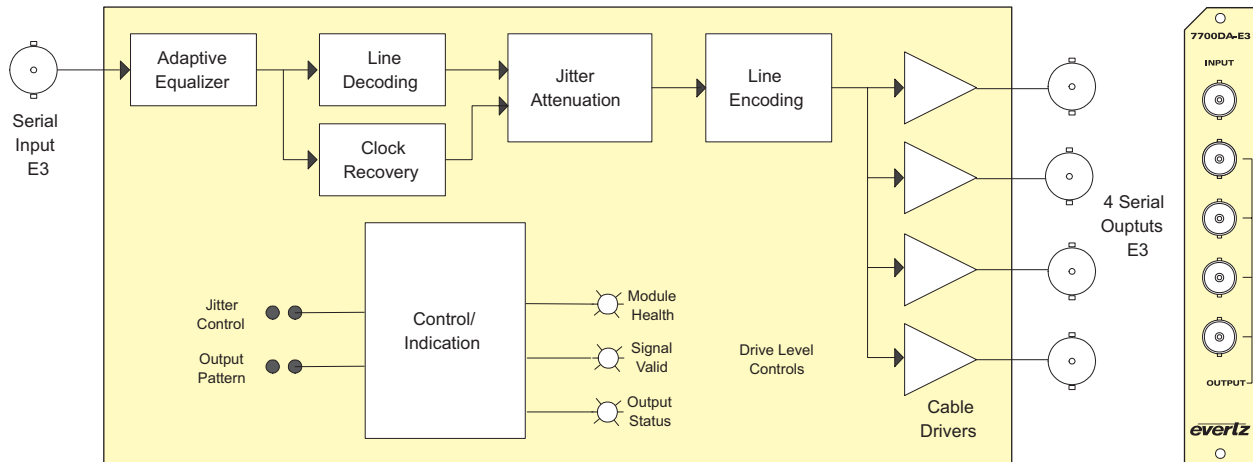 Serial
Input
E3
Adaptive
Equalizer
Line
Decoding
Clock
Recovery
Jitter
Attenuation
Line
Encoding
4 Serial
Ouptuts
E3
Jitter
Control
Output
Pattern
Control/
Indication
Module
Health
Signal
Valid
Output
Status
Drive Level
Controls
Cable
Drivers
7700DA-E3
INPUT
OUTPUT
evertz